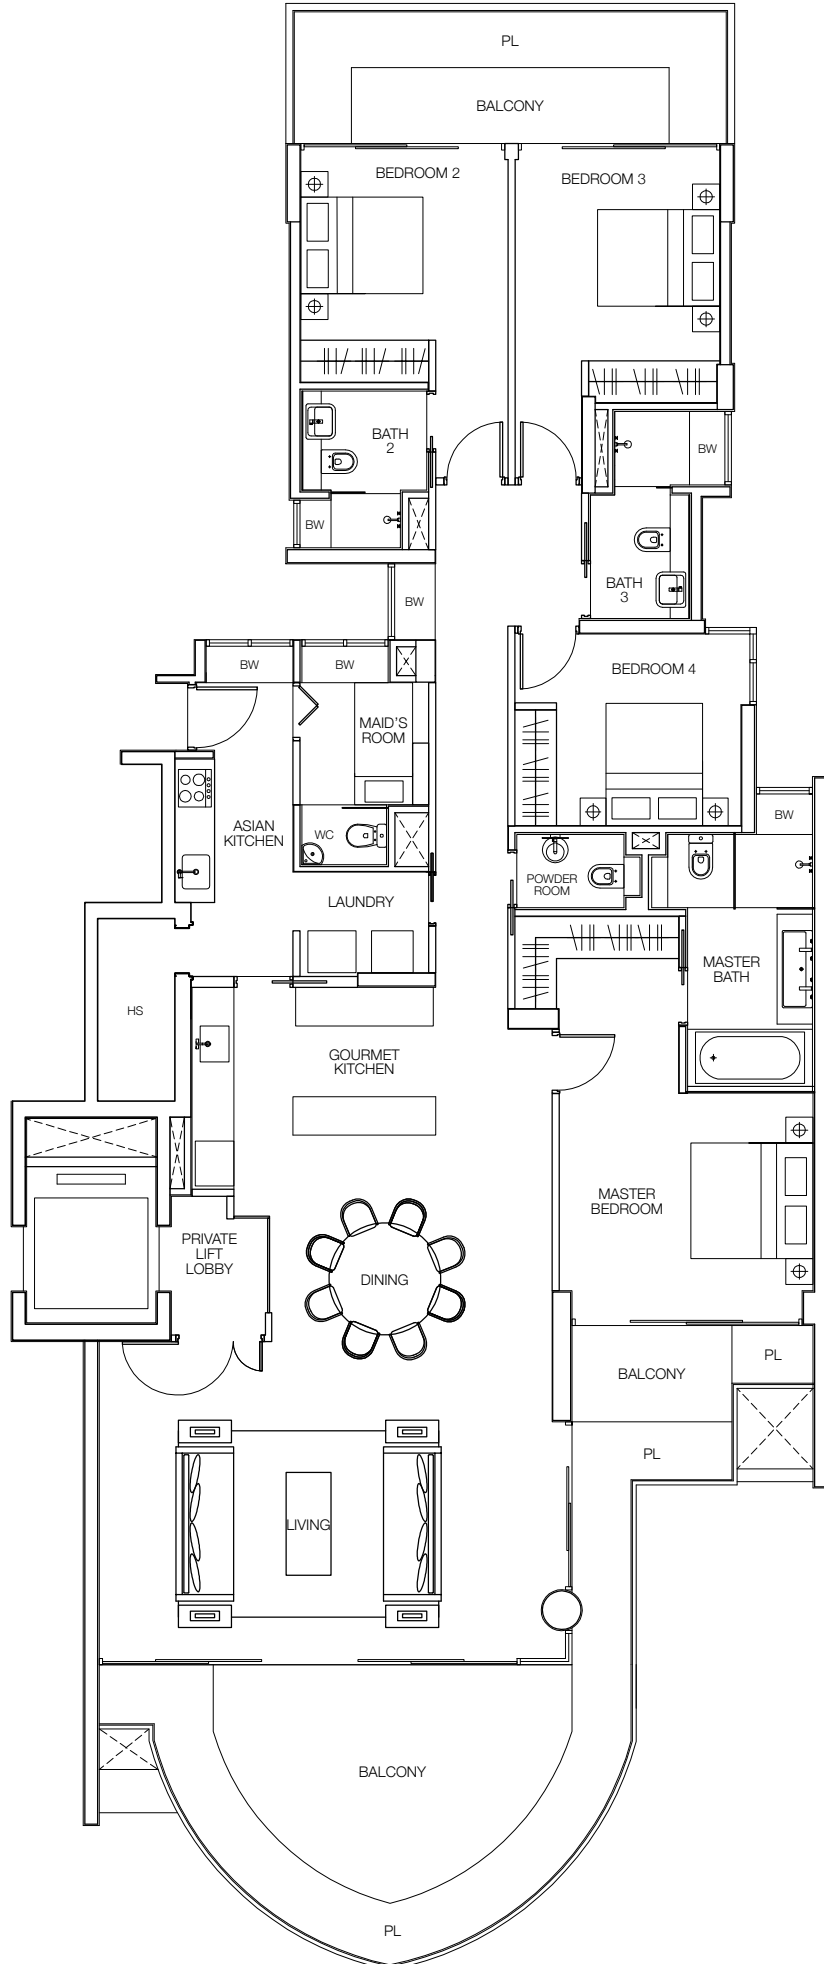 PL
BALCONY
BEDROOM 2
BEDROOM 3
BATH
2
BW
BW
BATH
3
BW
BW
BW
BEDROOM 4
MAID'S
ROOM
ASIAN
KITCHEN
WC
BW
POWDER
ROOM
LAUNDRY
MASTER
BATH
HS
GOURMET
KITCHEN
MASTER
BEDROOM
PRIVATE
LIFT
LOBBY
DINING
BALCONY
PL
PL
LIVING
BALCONY
PL